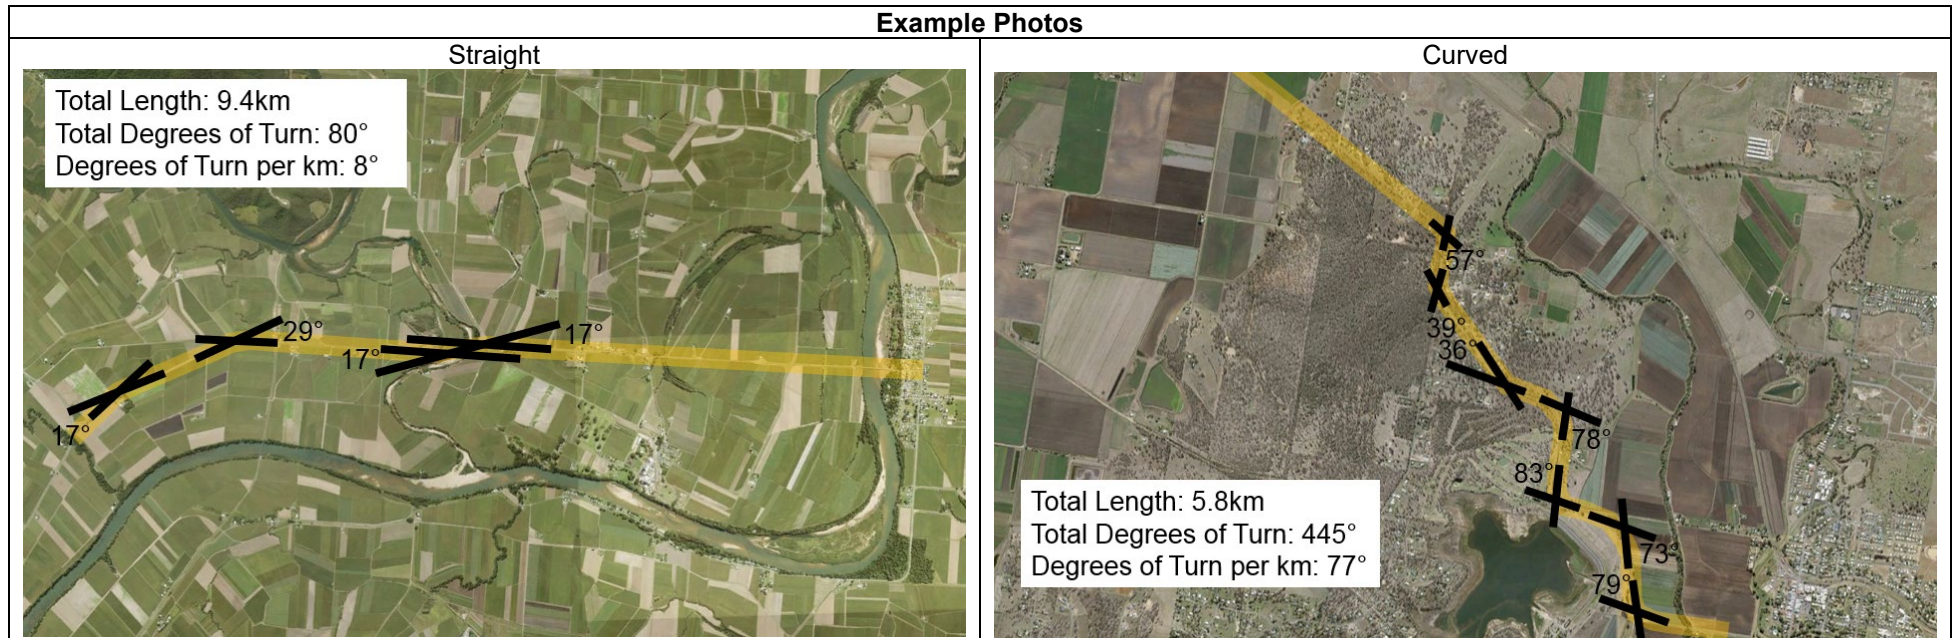 Example Photos
Straight
Total Length: 9.4km
Total Degrees of Turn: 80°
Degrees of Turn per km: 8°
29°
17°
17°
17°
Curved
57°
39°
36°
78°
83°
Total Length: 5.8km
Total Degrees of Turn: 445°
Degrees of Turn per km: 77°
73°
79°